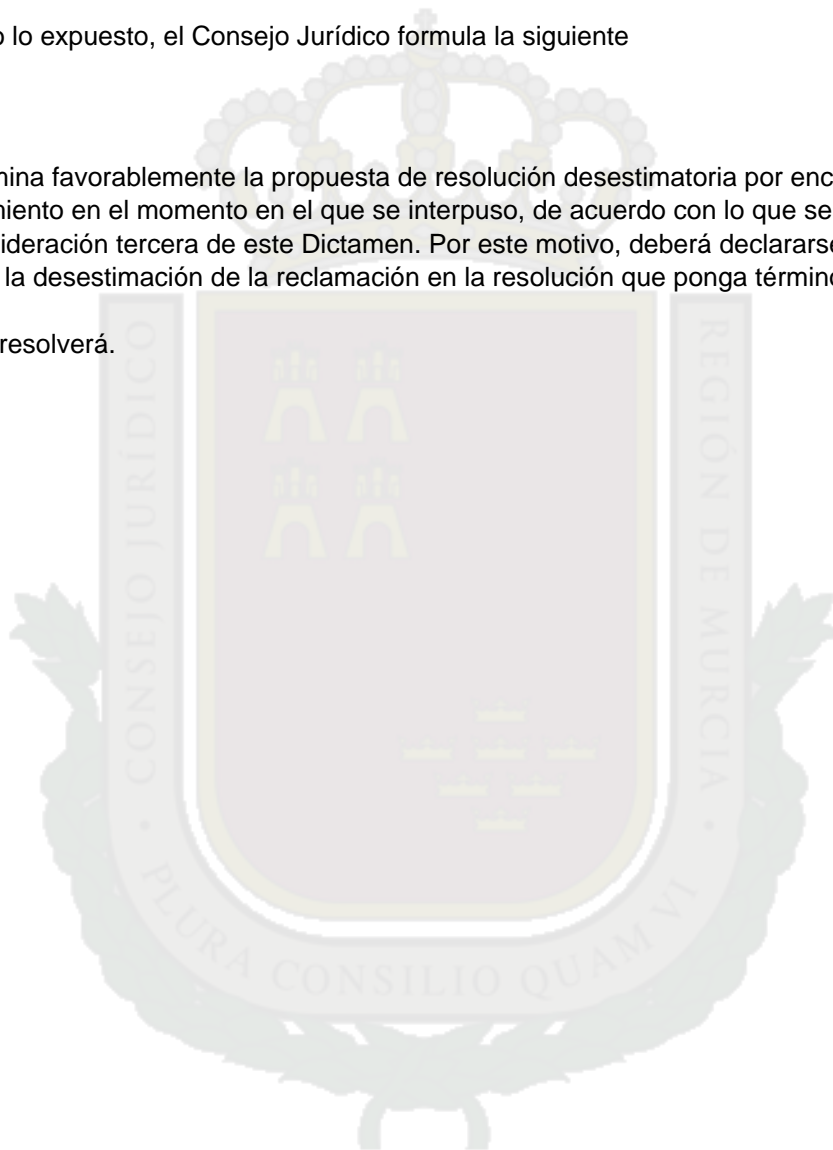 o lo expuesto, el Consejo Jurídico formula la siguiente
mina favorablemente la propuesta de resolución desestimatoria por enc
miento en el momento en el que se interpuso, de acuerdo con lo que se
ideración tercera de este Dictamen. Por este motivo, deberá declararse
la desestimación de la reclamación en la resolución que ponga término
resolverá.
CONSEJO JURÍDICO
REGIÓN DE MURCIA
PLURA CONSILIO QUAM VI